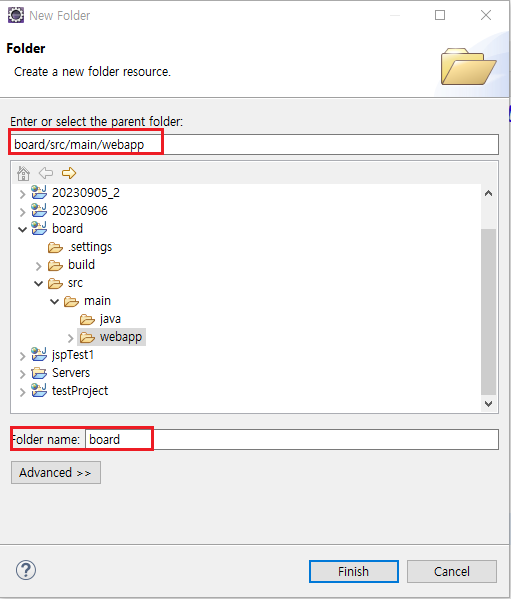 New Folder
Folder
Create a new folder resource.
Enter or select the parent folder:
board/src/main/webapp
20230905_2
20230906
board
.settings
build
src
main
java
webapp
jspTest1
Servers
testProject
Folder name: board
Advanced >>
Finish Cancel